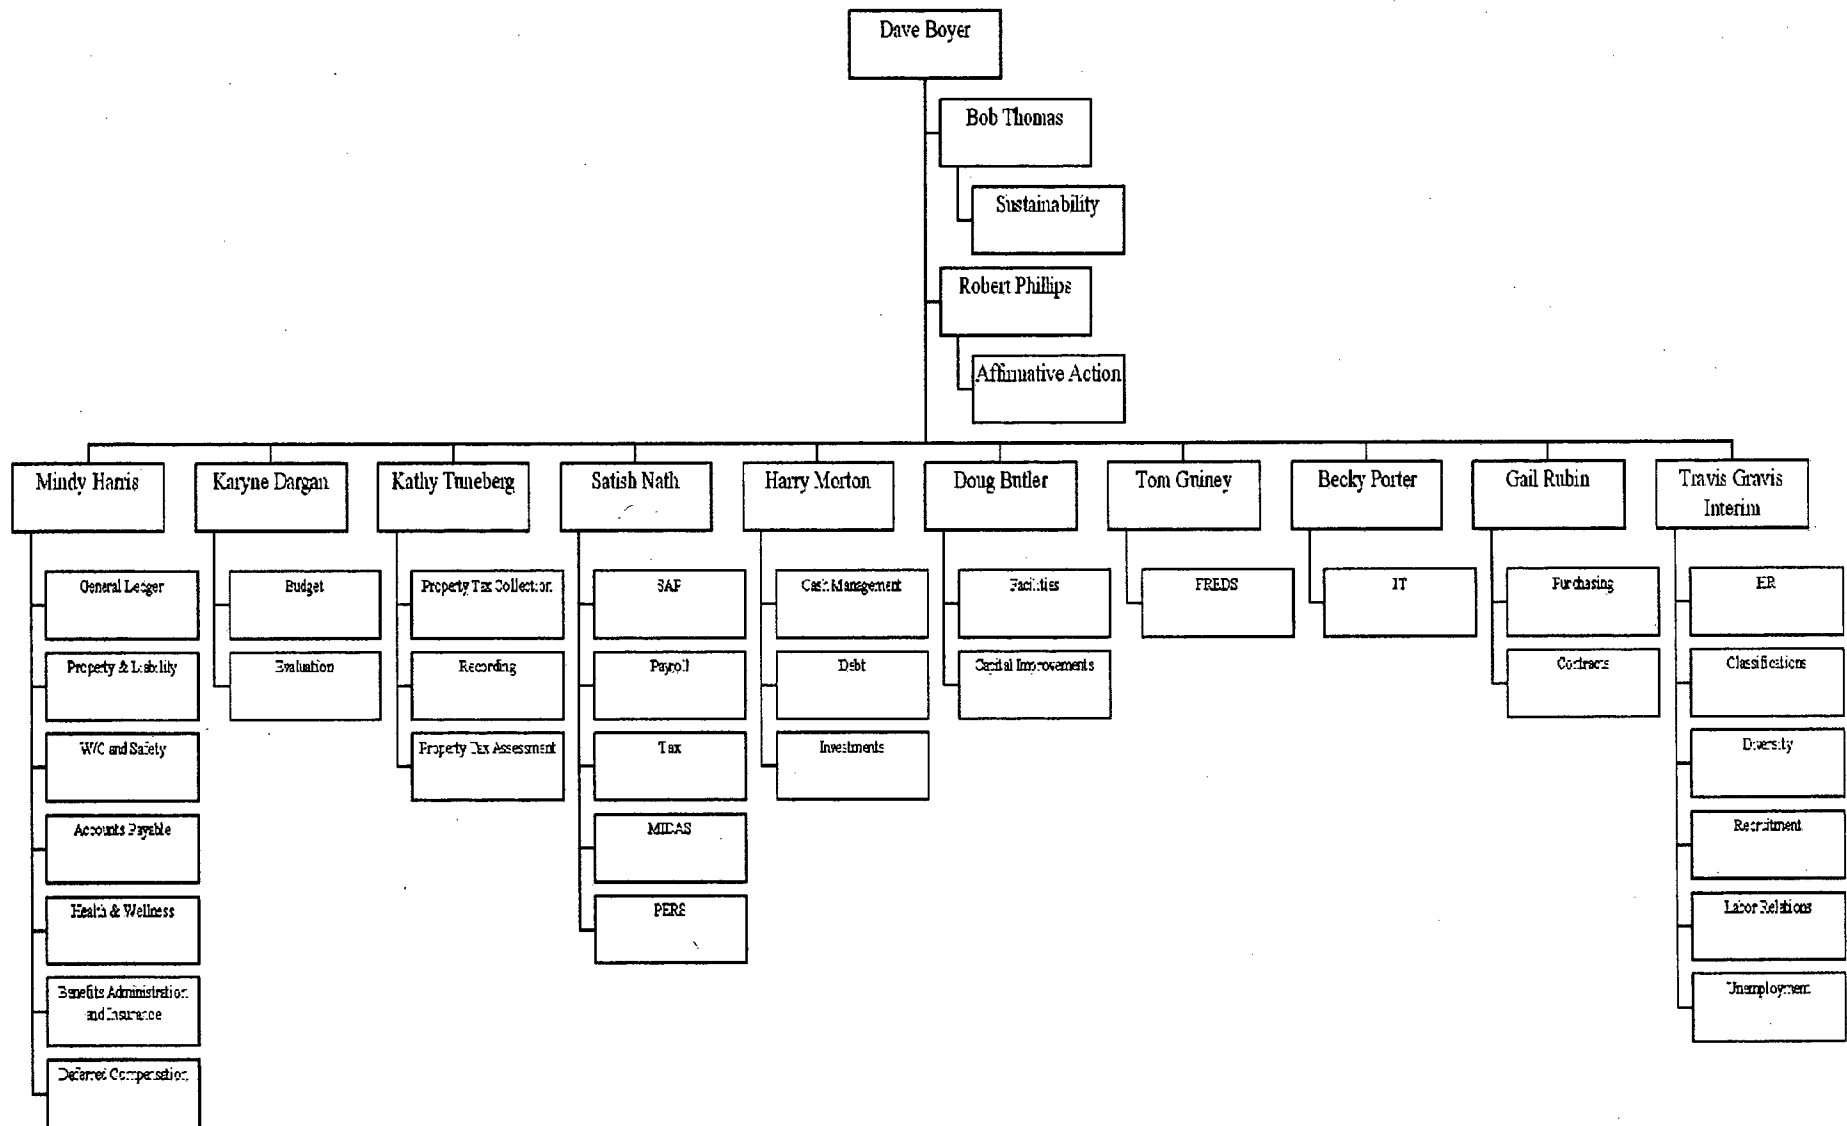 Dave Boyer
Bob Thomas
Sustainability
Robert Phillips
Affirmative Action
Mindy Harris
Karyne Dargan
Kathy Tuneberg
Satish Nath
Harry Morton
Doug Butler
Tom Guiney
Becky Porter
Gail Rubin
Travis Gravis
Interim
General Ledger
Property & Liability
W/C and Safety
Accounts Payable
Health & Wellness
Benefits Administration
and Insurance
Deferred Compensation
Budget
Evaluation
Property Tax Collection
Recording
Property Tax Assessment
SAP
Payroll
Tax
MIDAS
PERS
Cash Management
Debt
Investments
Facilities
Capital Improvements
FREDS
IT
Purchasing
Contracts
Classifications
Diversity
Recruitment
Labor Relations
Unemployment